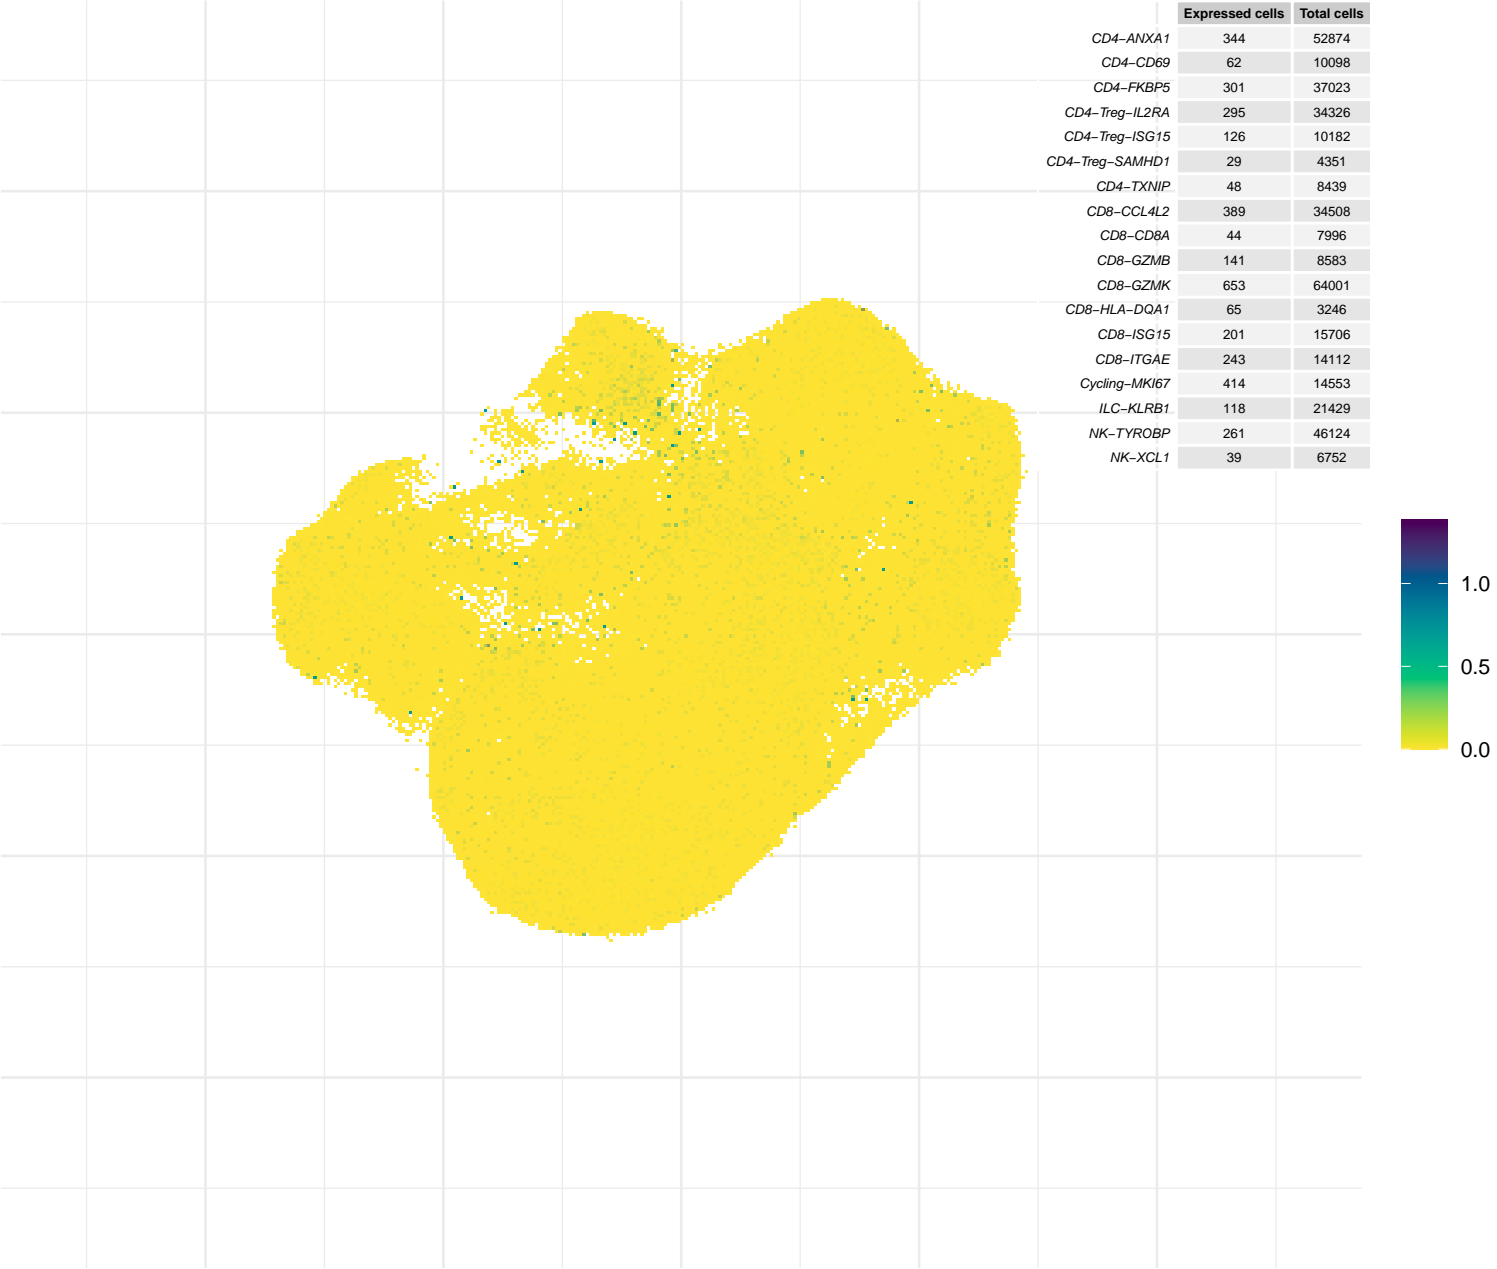 Expressed cells Total cells
CD4−ANXA1 344 52874
CD4−CD69 62 10098
CD4−FKBP5 301 37023
CD4−Treg−IL2RA 295 34326
CD4−Treg−ISG15 126 10182
CD4−Treg−SAMHD1 29 4351
CD4−TXNIP 48 8439
CD8−CCL4L2 389 34508
CD8−CD8A 44 7996
CD8−GZMB 141 8583
CD8−GZMK 653 64001
CD8−HLA−DQA1 65 3246
CD8−ISG15 201 15706
CD8−ITGAE 243 14112
Cycling−MKI67 414 14553
ILC−KLRB1 118 21429
NK−TYROBP 261 46124
NK−XCL1 39 6752
1.0
0.5
0.0